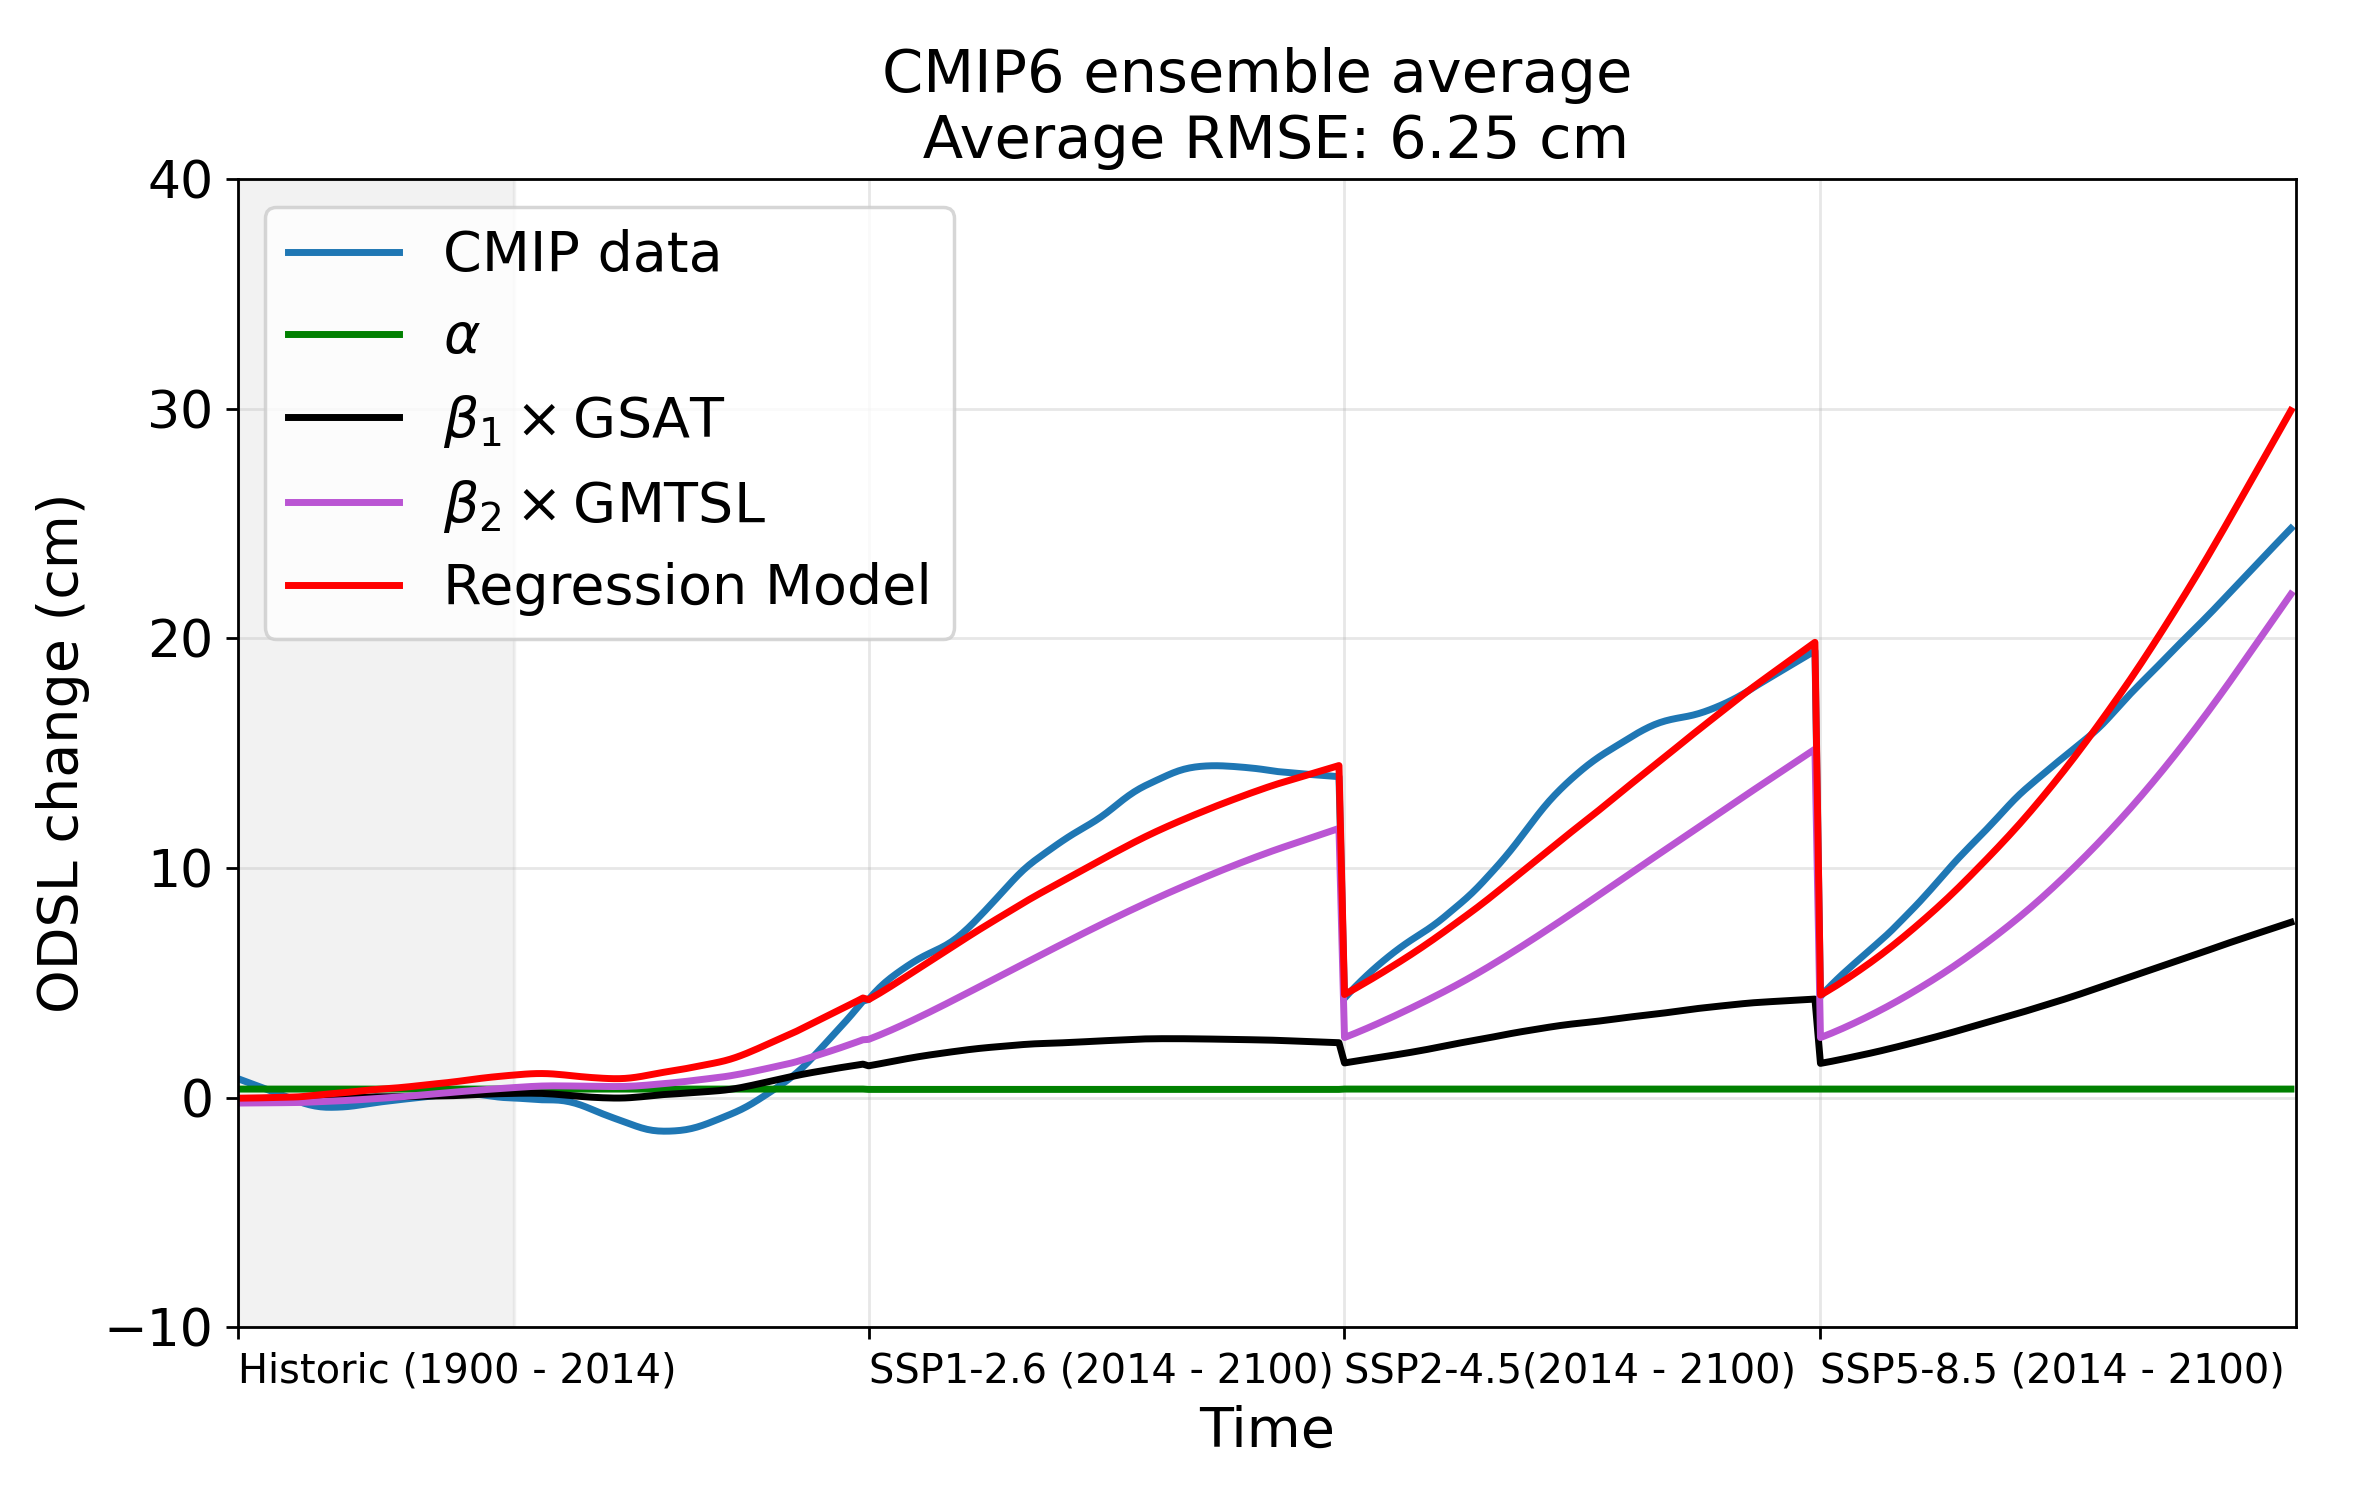 CMIP6 ensemble average
Average RMSE: 6.25 cm
40
30
20
10
0
−10
ODSL change (cm)
CMIP data
α
β₁ × GSAT
β₂ × GMTSL
Regression Model
Historic (1900 - 2014)
SSP1-2.6 (2014 - 2100)
SSP2-4.5(2014 - 2100)
SSP5-8.5 (2014 - 2100)
Time